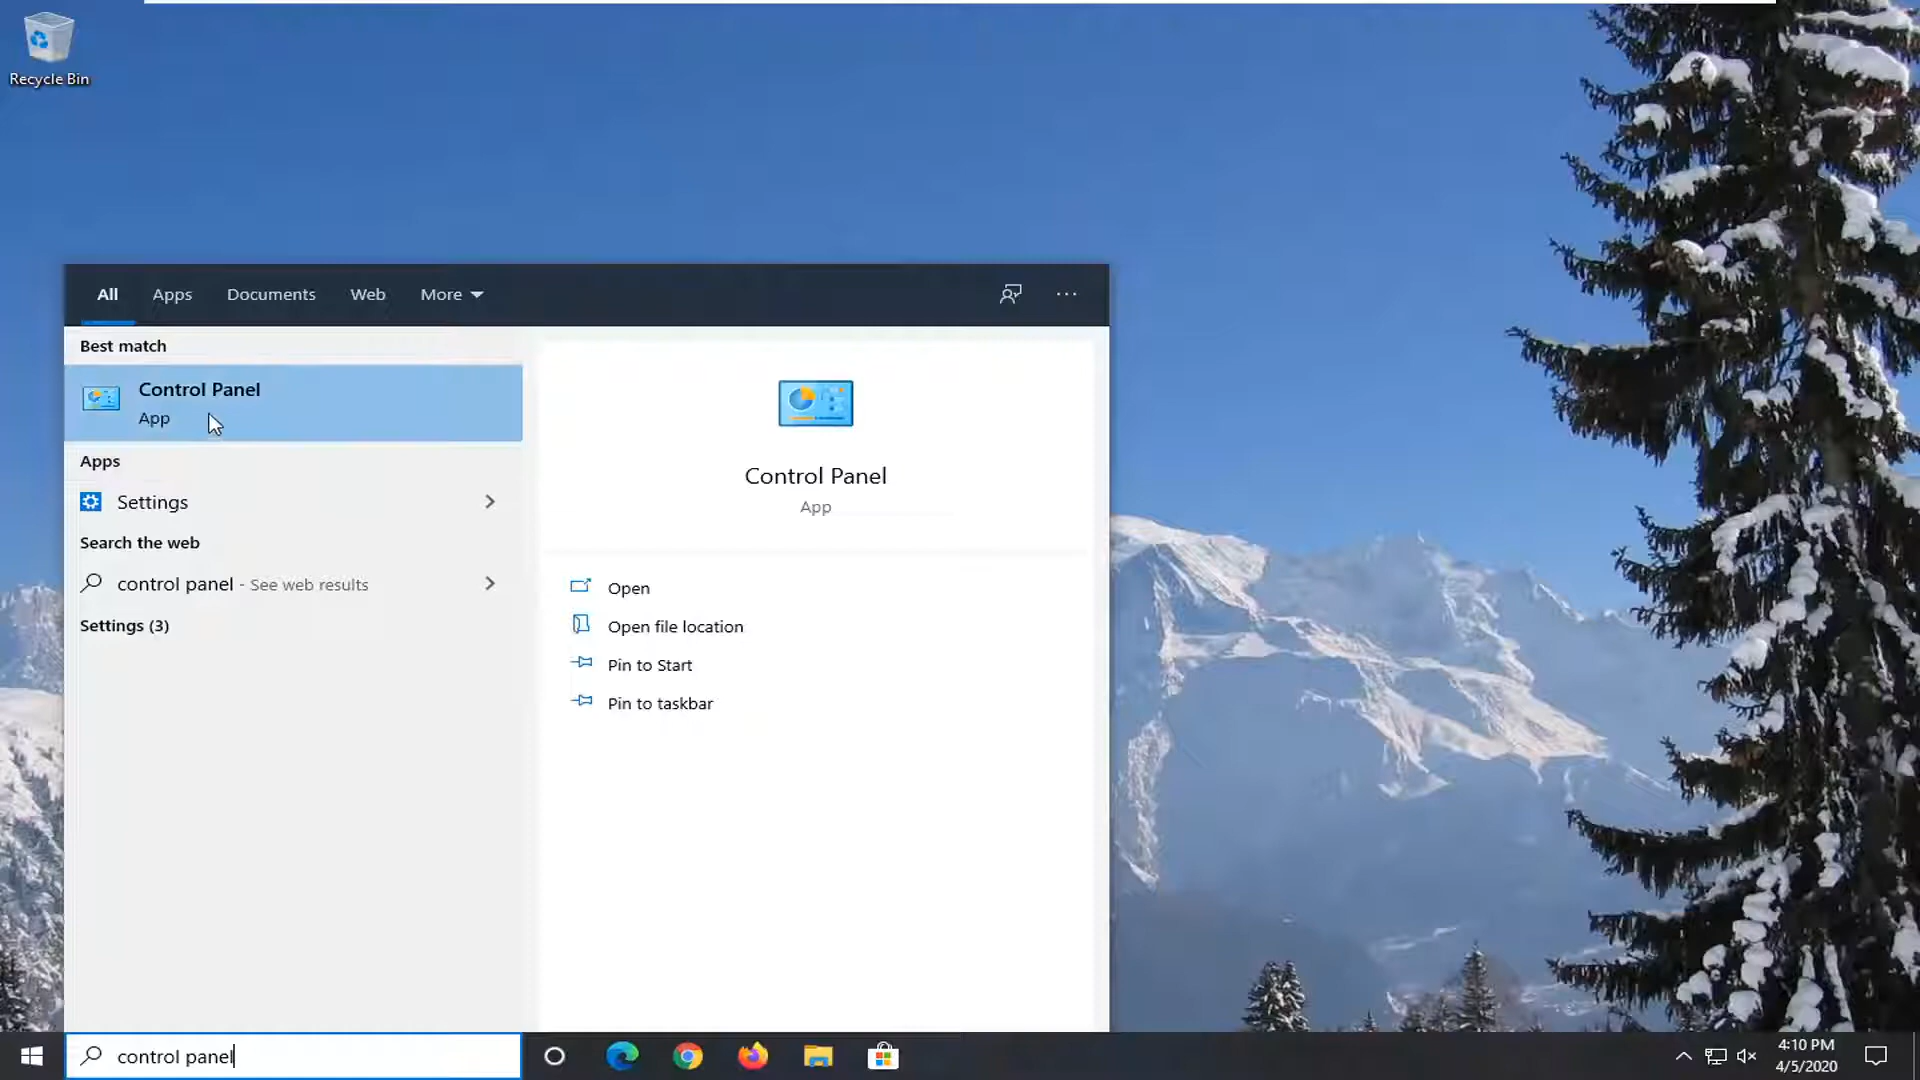 Recycle Bin
All Apps Documents Web More
Best match
Control Panel
App
Apps
Settings
Search the web
control panel - See web results
Settings (3)
Control Panel
App
Open
Open file location
Pin to Start
Pin to taskbar
control panel
4:10 PM
4/5/2020